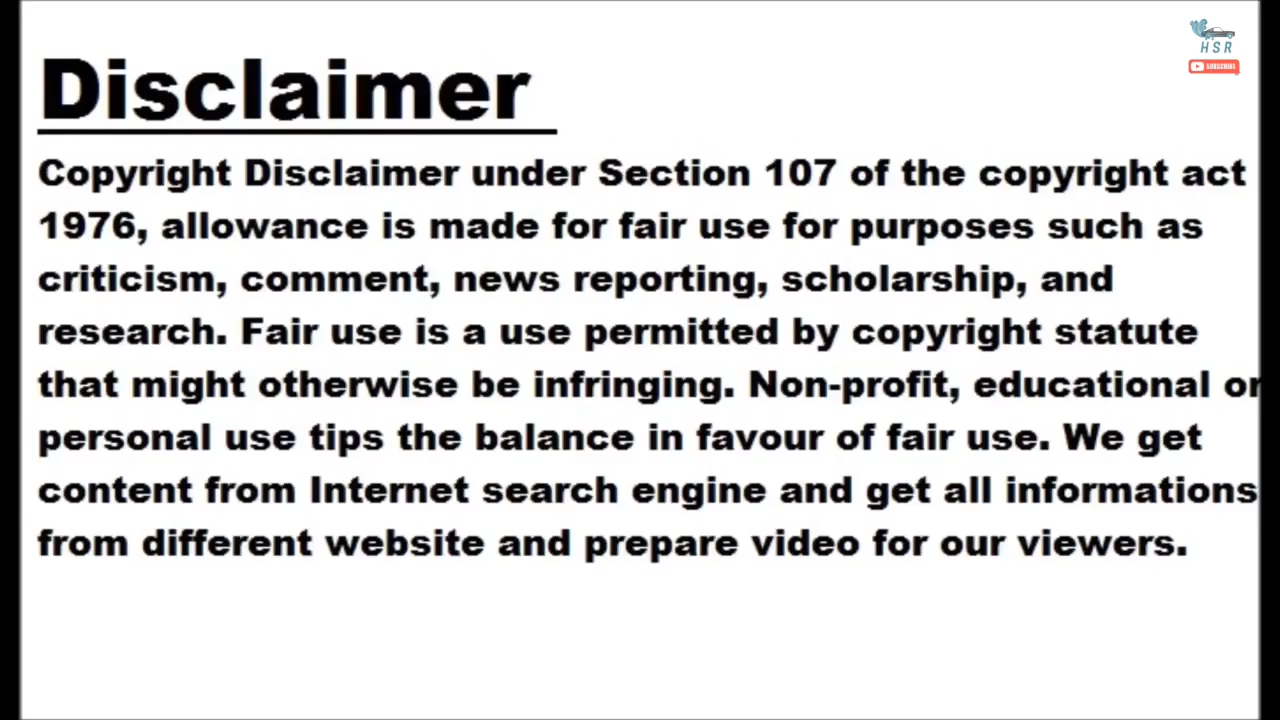 HSR
SUBSCRIBE
Disclaimer
Copyright Disclaimer under Section 107 of the copyright act
1976, allowance is made for fair use for purposes such as
criticism, comment, news reporting, scholarship, and
research. Fair use is a use permitted by copyright statute
that might otherwise be infringing. Non-profit, educational or
personal use tips the balance in favour of fair use. We get
content from Internet search engine and get all informations
from different website and prepare video for our viewers.